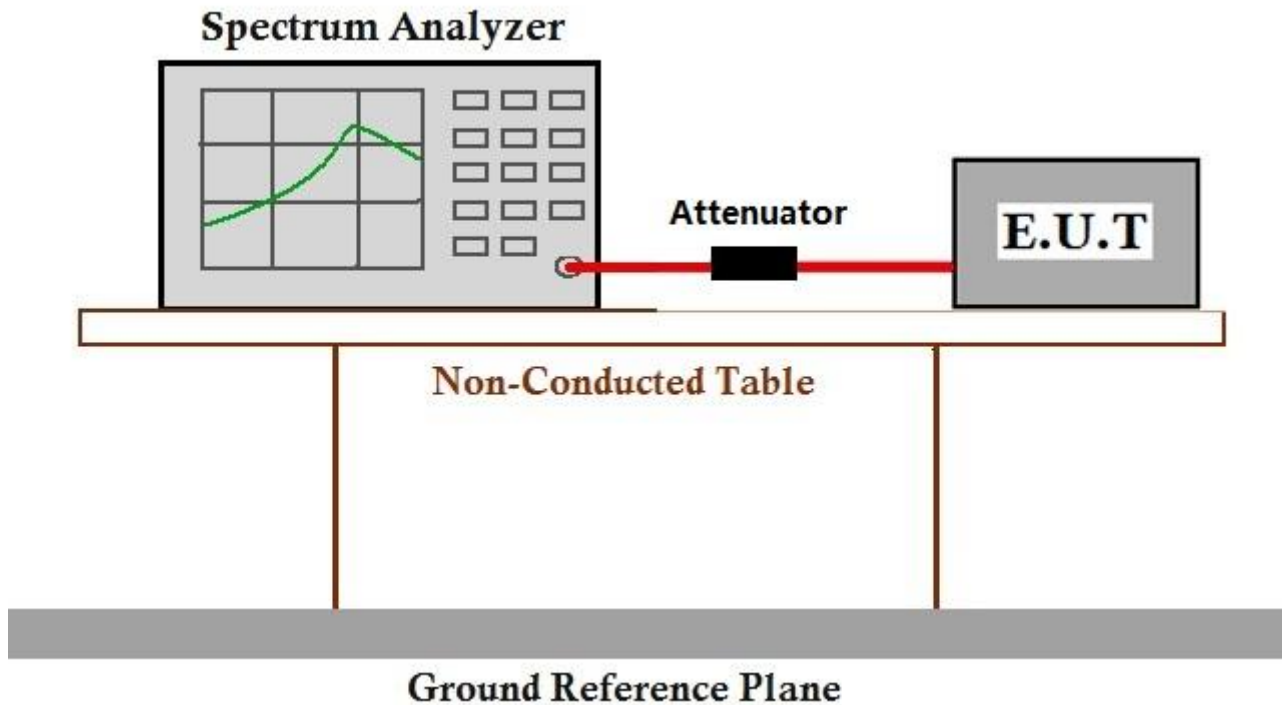 Spectrum Analyzer
Attenuator
E.U.T
Non-Conducted Table
Ground Reference Plane